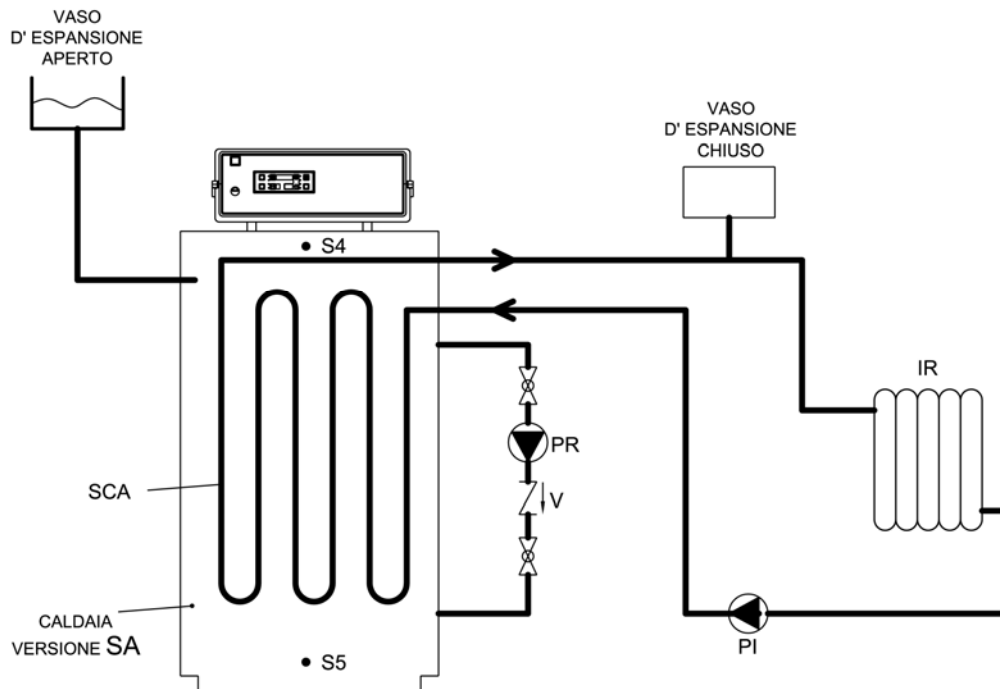 VASO
D' ESPANSIONE
APERTO
VASO
D' ESPANSIONE
CHIUSO
S4
IR
PR
SCA
V
CALDAIA
VERSIONE SA
S5
PI